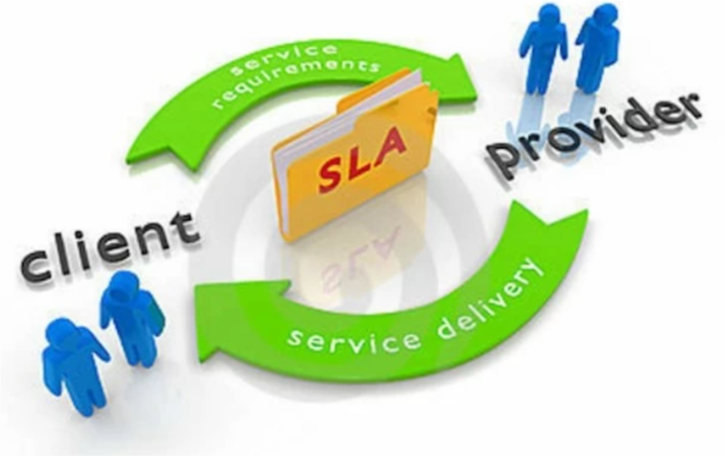 service
requirements
SLA
provider
client
service delivery